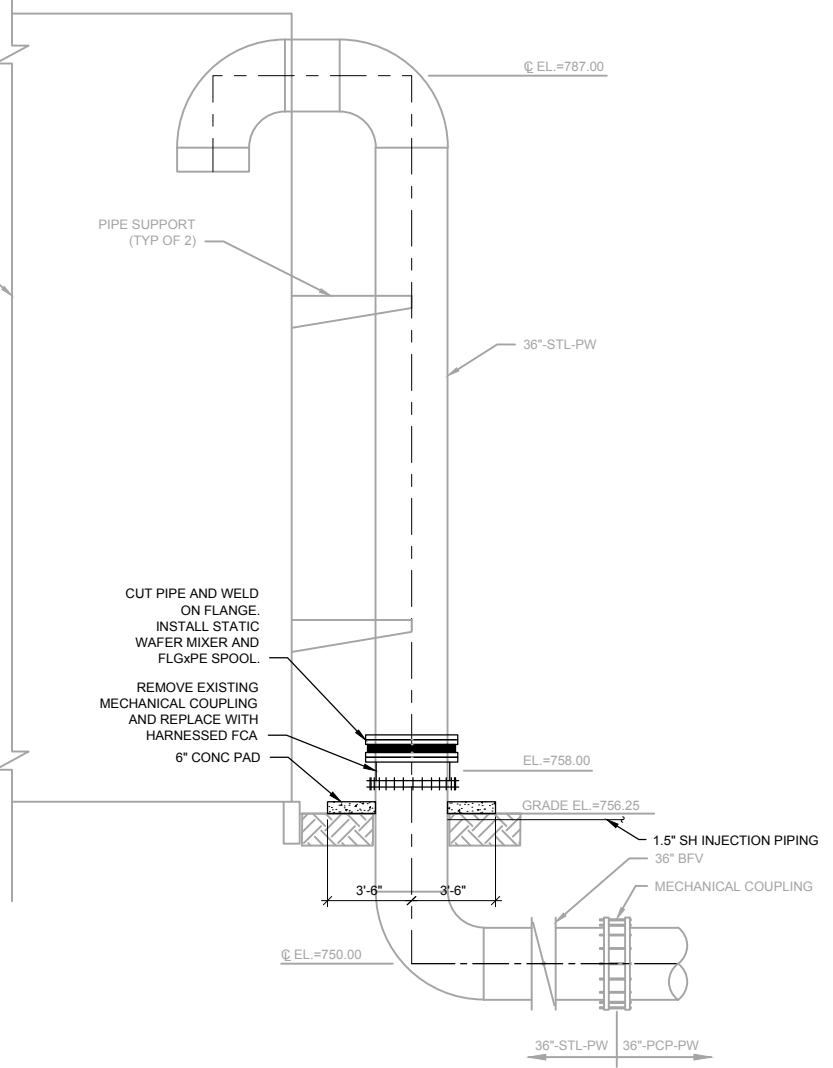 ℄ EL.=787.00
PIPE SUPPORT
(TYP OF 2)
36"-STL-PW
CUT PIPE AND WELD
ON FLANGE.
INSTALL STATIC
WAFER MIXER AND
FLGxPE SPOOL.
REMOVE EXISTING
MECHANICAL COUPLING
AND REPLACE WITH
HARNESSED FCA
6" CONC PAD
EL.=758.00
GRADE EL.=756.25
1.5" SH INJECTION PIPING
36" BFV
MECHANICAL COUPLING
3'-6"
3'-6"
℄ EL.=750.00
36"-STL-PW
36"-PCP-PW